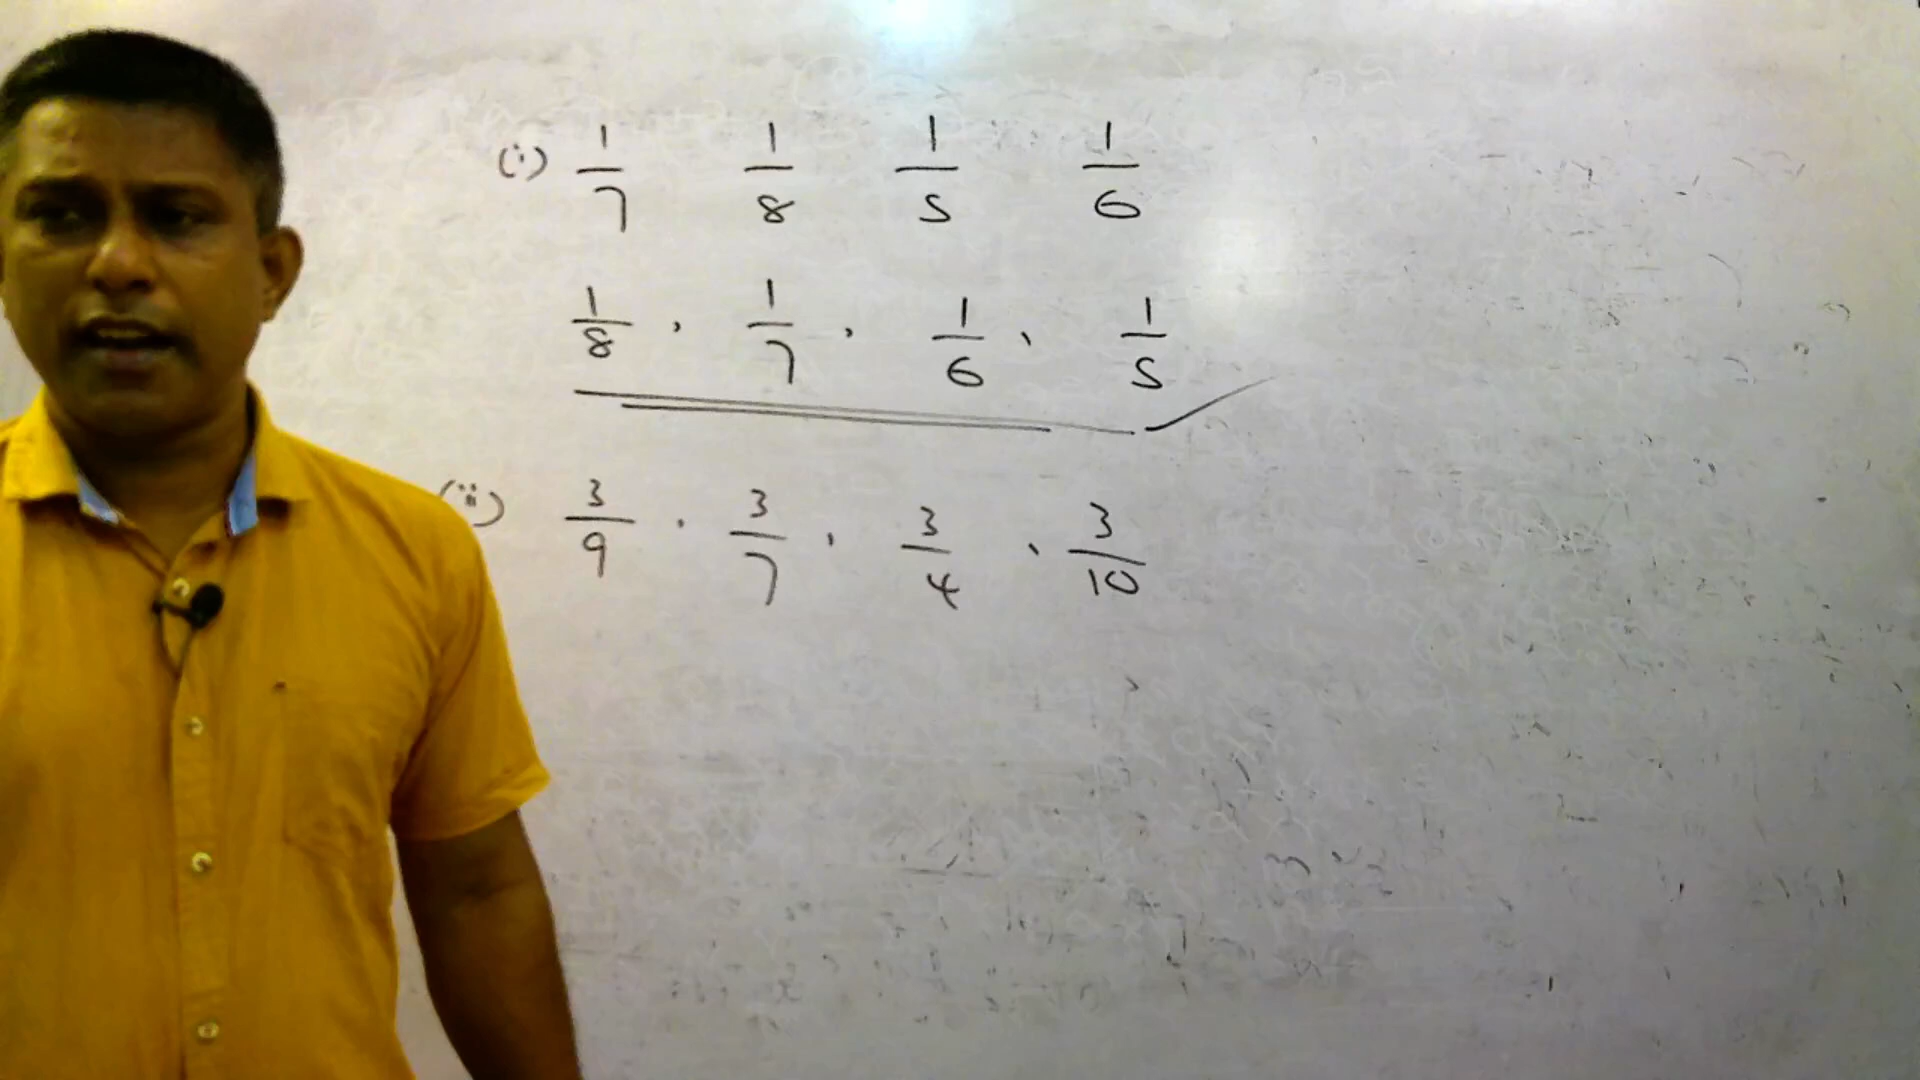 (i) 1/7 1/8 1/5 1/6
1/8, 1/7, 1/6, 1/5
(ii) 3/9, 3/7, 3/4, 3/10